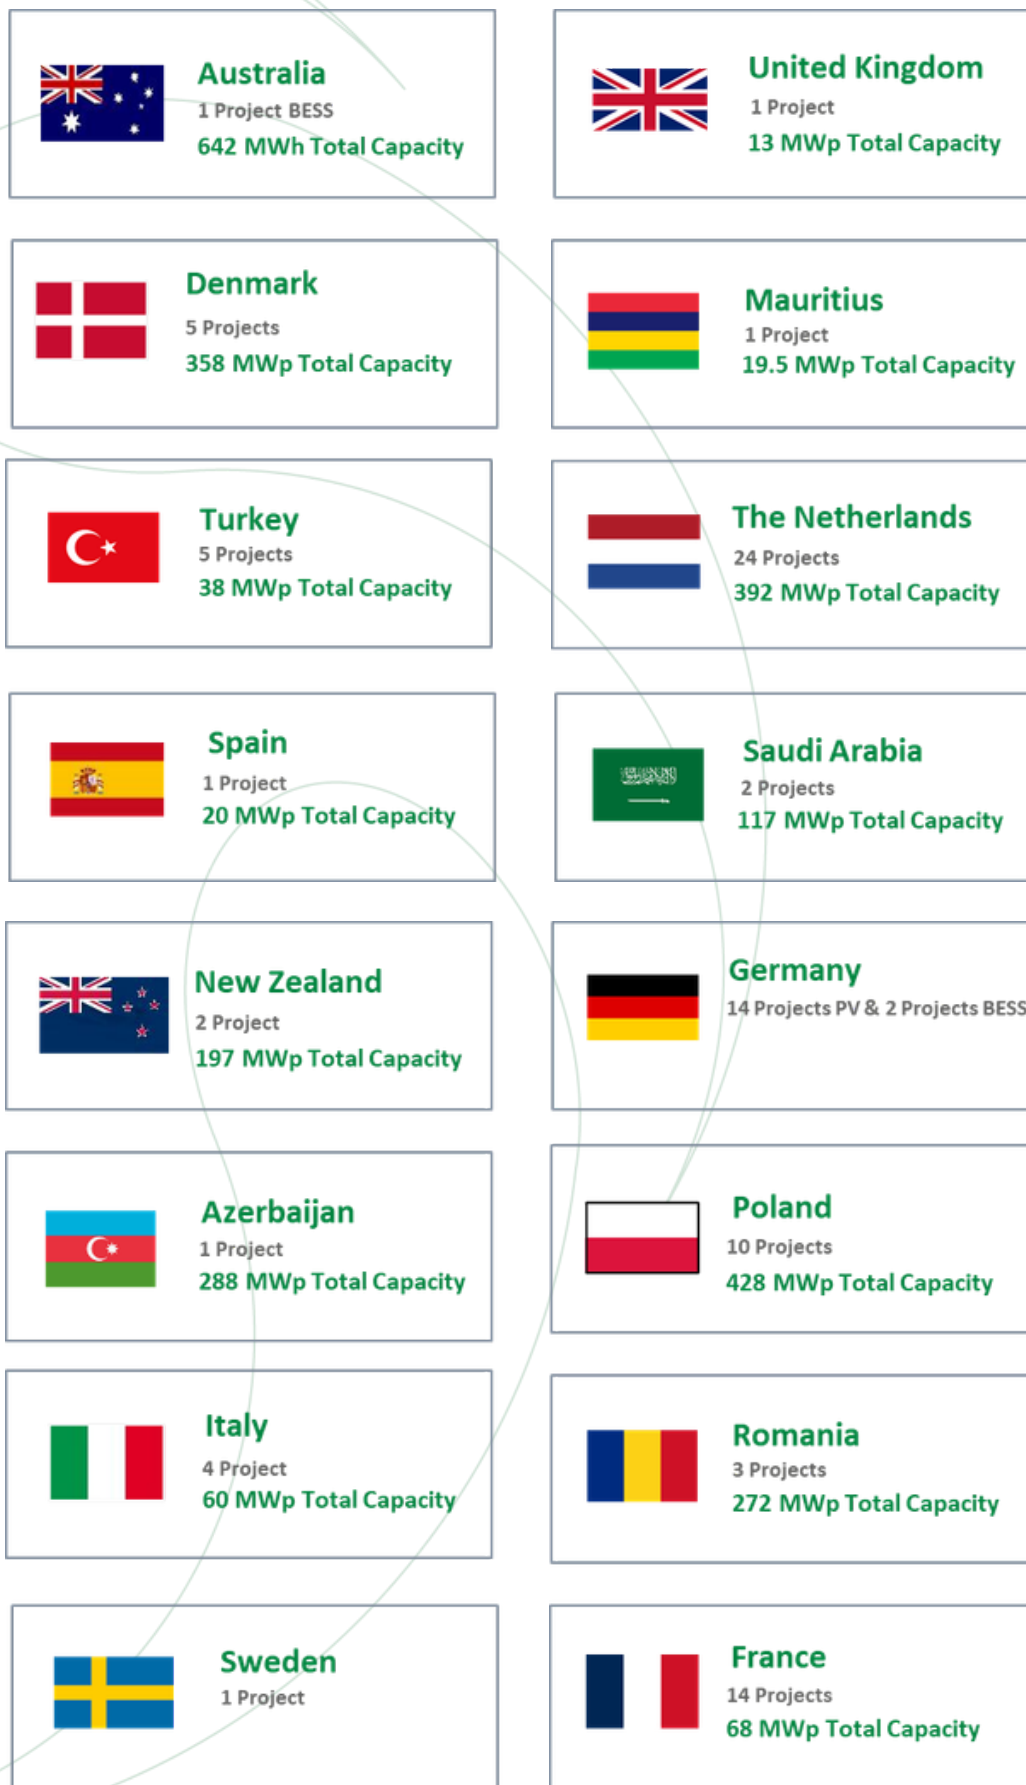 Australia
1 Project BESS
642 MWh Total Capacity
United Kingdom
1 Project
13 MWp Total Capacity
Denmark
5 Projects
358 MWp Total Capacity
Mauritius
1 Project
19.5 MWp Total Capacity
Turkey
5 Projects
38 MWp Total Capacity
The Netherlands
24 Projects
392 MWp Total Capacity
Spain
1 Project
20 MWp Total Capacity
Saudi Arabia
2 Projects
117 MWp Total Capacity
New Zealand
2 Project
197 MWp Total Capacity
Germany
14 Projects PV & 2 Projects BESS
Azerbaijan
1 Project
288 MWp Total Capacity
Poland
10 Projects
428 MWp Total Capacity
Italy
4 Project
60 MWp Total Capacity
Romania
3 Projects
272 MWp Total Capacity
Sweden
1 Project
France
14 Projects
68 MWp Total Capacity